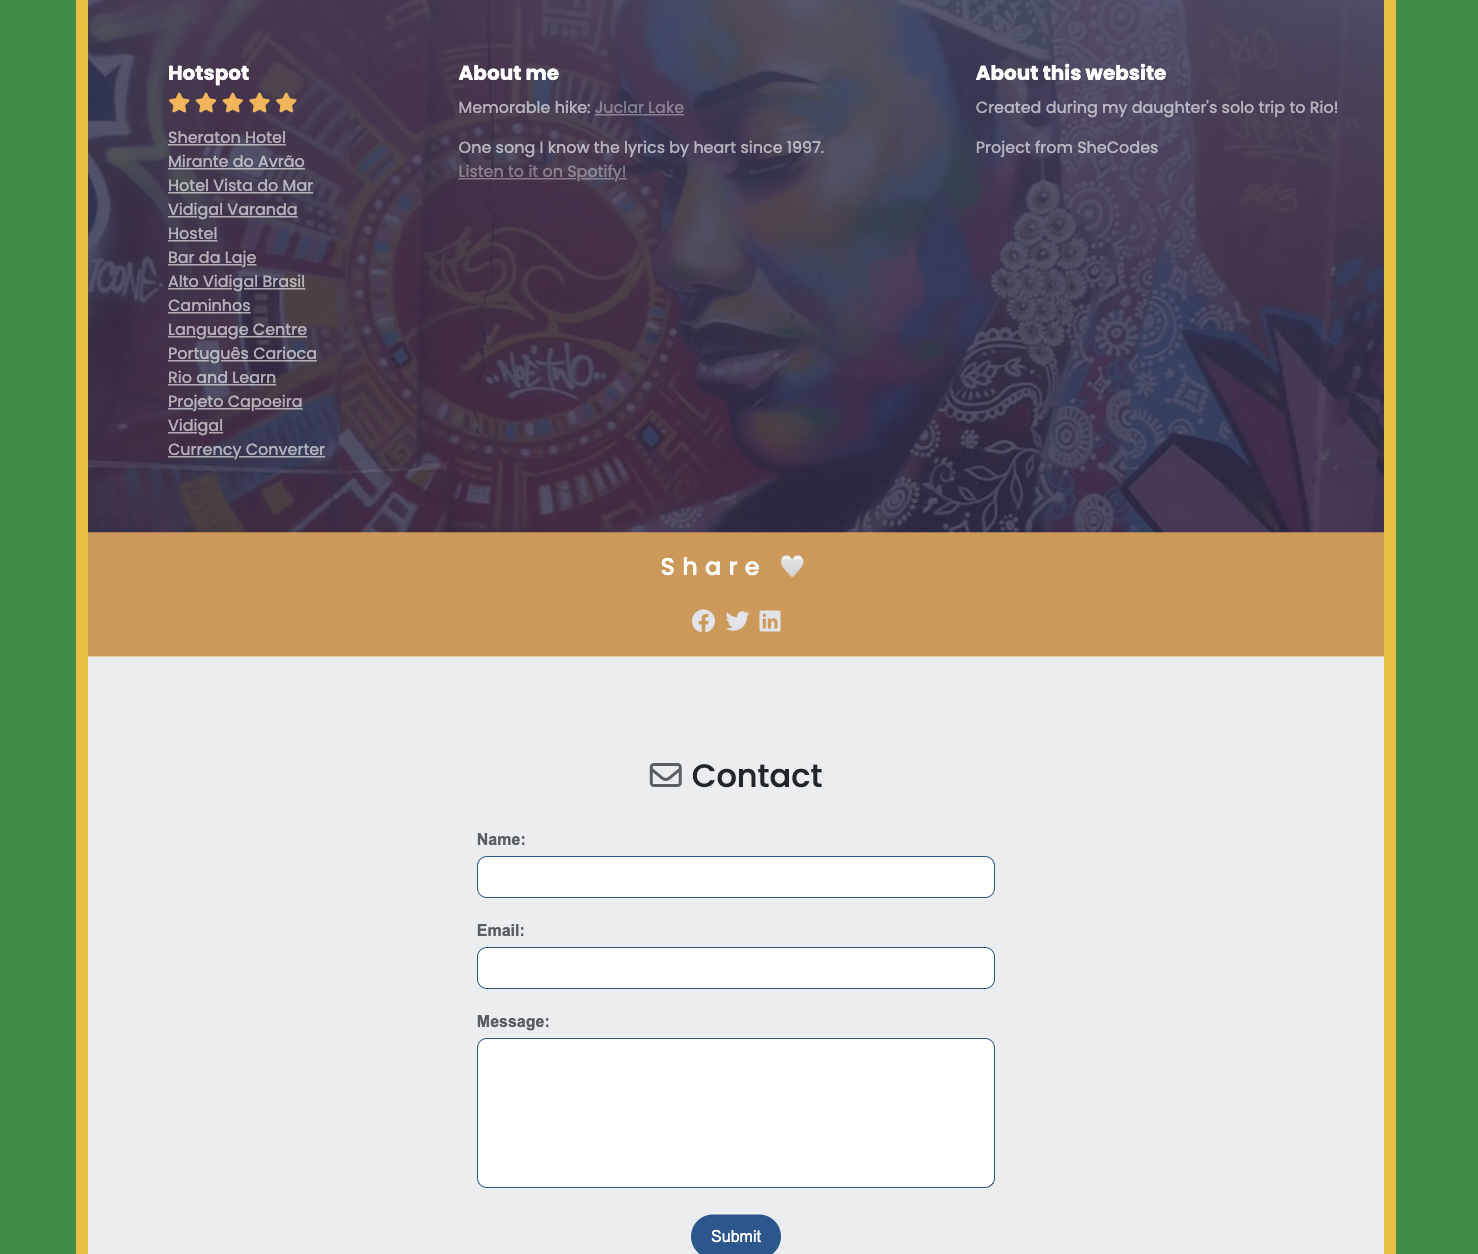 Hotspot
Sheraton Hotel
Mirante do Avrão
Hotel Vista do Mar
Vidigal Varanda
Hostel
Bar da Laje
Alto Vidigal Brasil
Caminhos
Language Centre
Português Carioca
Rio and Learn
Projeto Capoeira
Vidigal
Currency Converter
About me
Memorable hike: Juclar Lake
One song I know the lyrics by heart since 1997.
Listen to it on Spotify!
About this website
Created during my daughter's solo trip to Rio!
Project from SheCodes
2013
Share 🤍
Contact
Name:
Email:
Message:
Submit